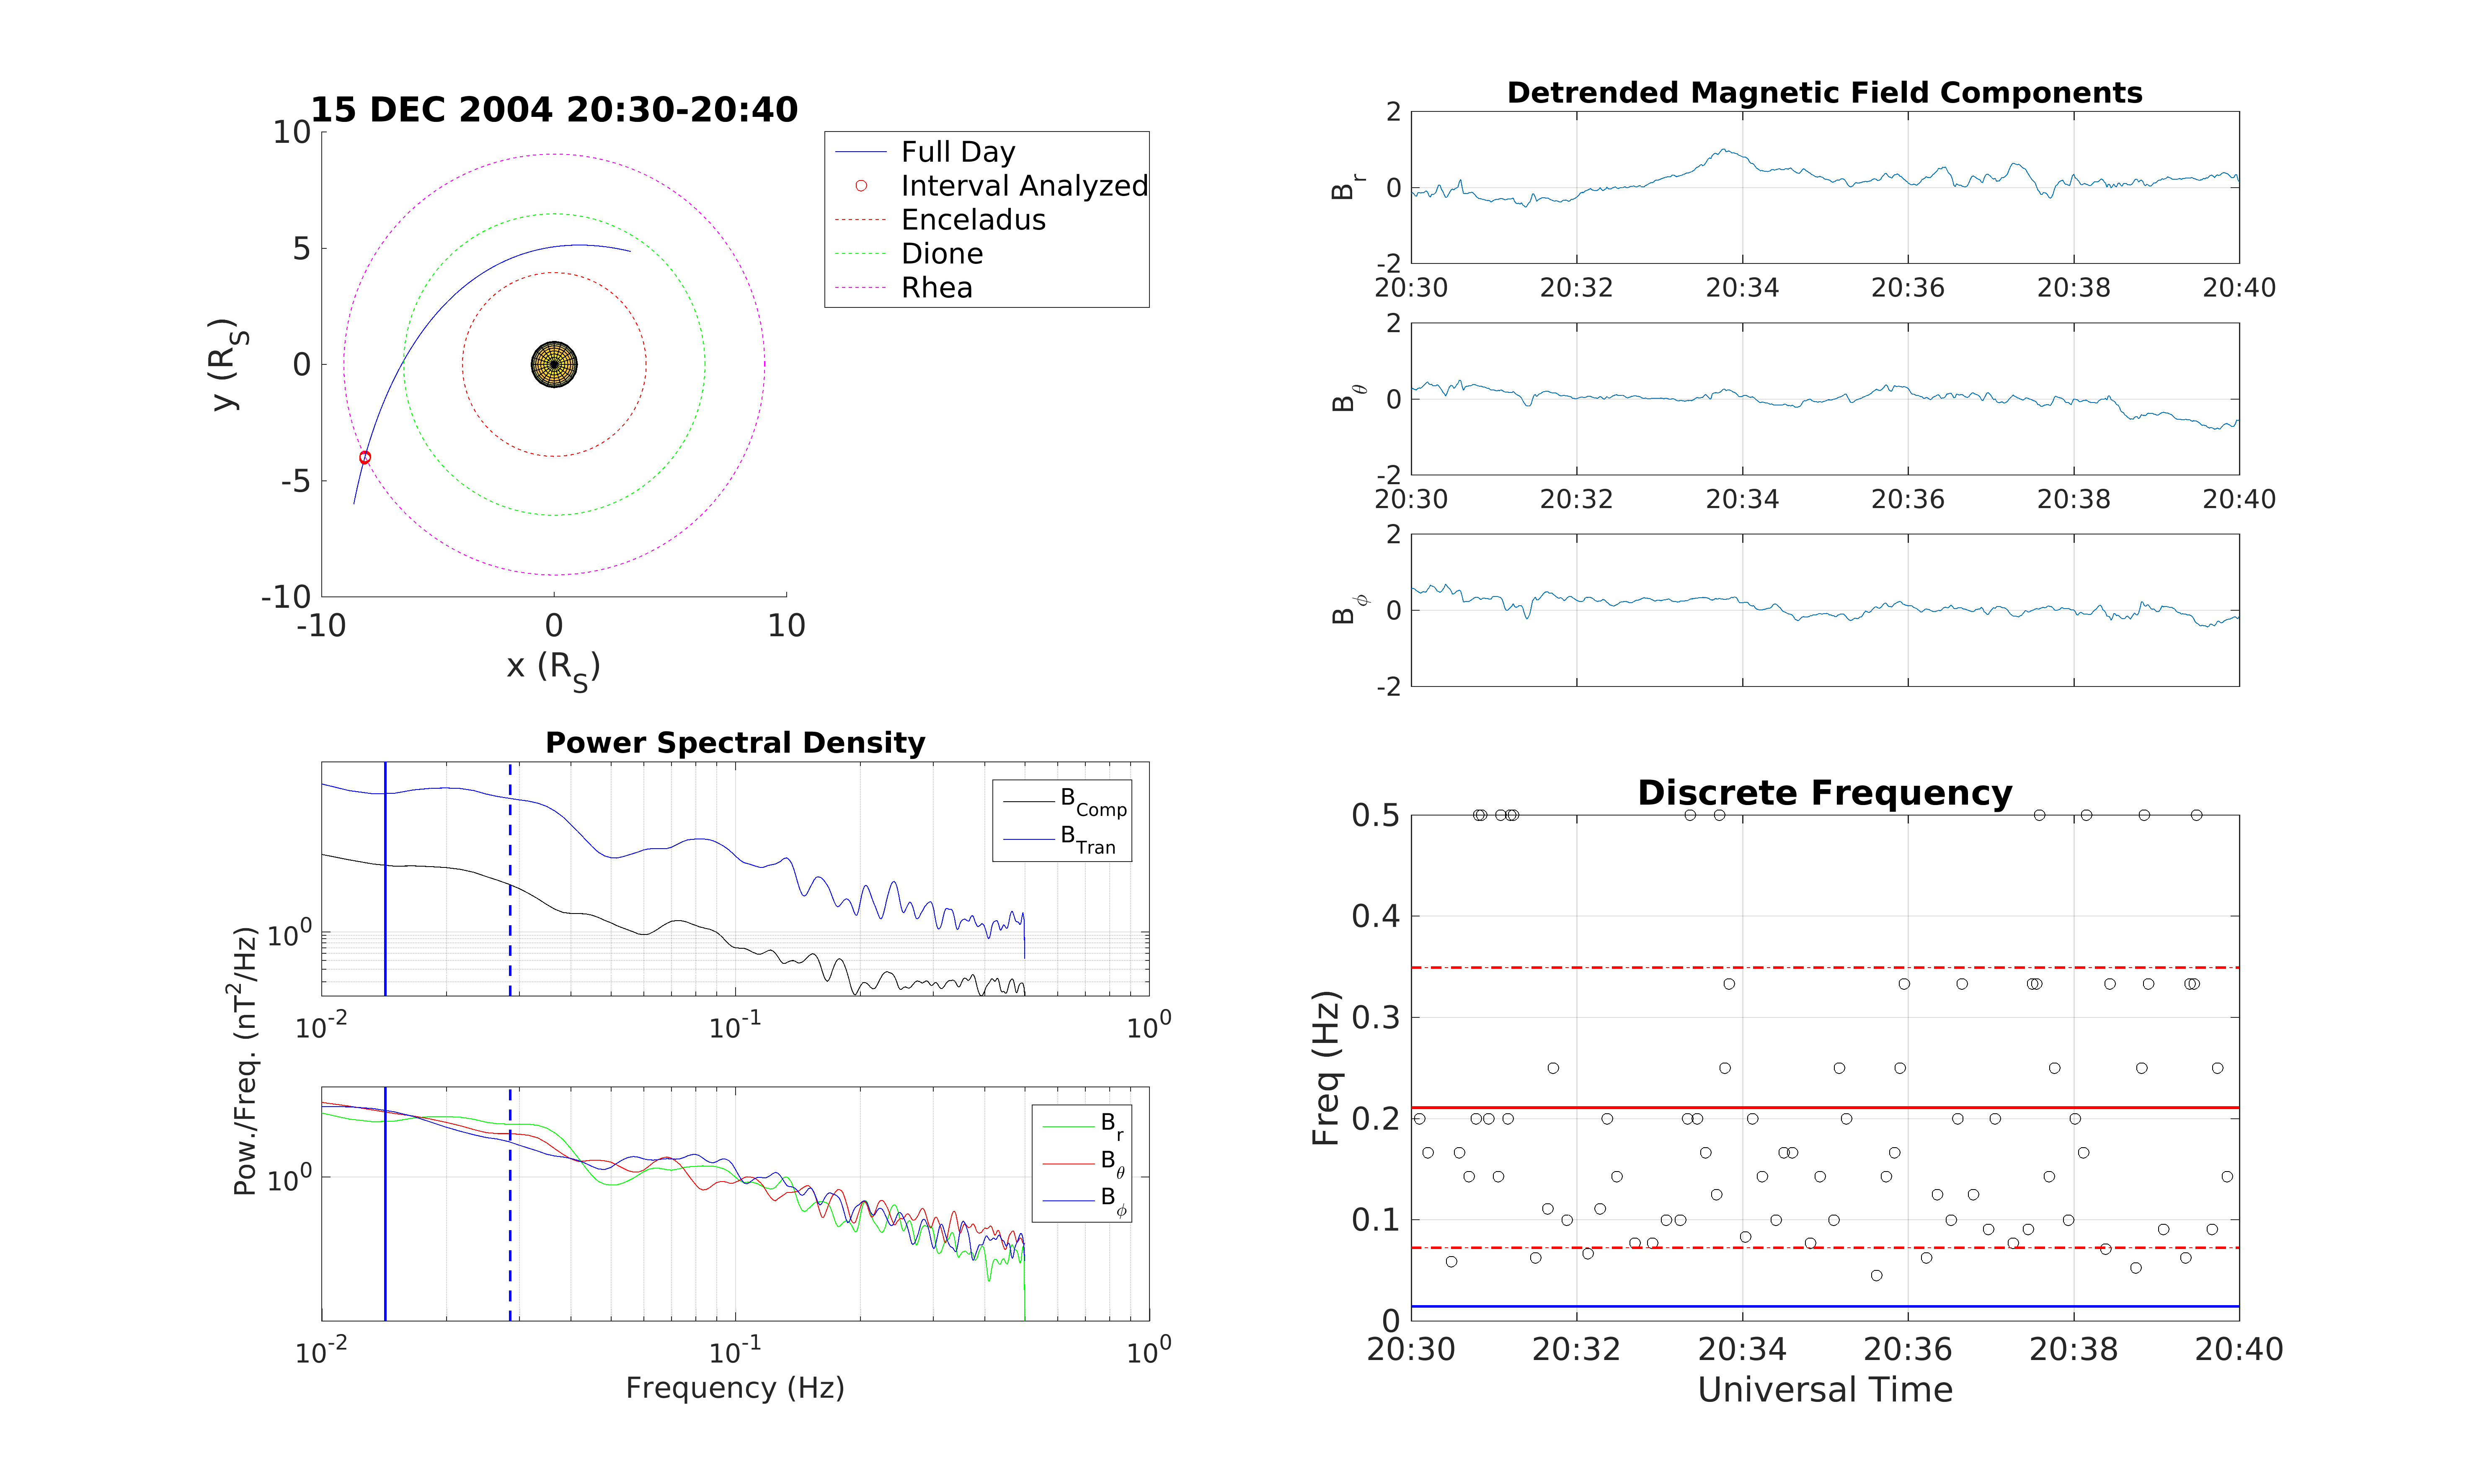 15 DEC 2004 20:30-20:40
10
5
0
-5
-10
-10
0
10
y (R_S)
x (R_S)
Full Day
Interval Analyzed
Enceladus
Dione
Rhea
Detrended Magnetic Field Components
B_r
2
0
-2
20:30
20:32
20:34
20:36
20:38
20:40
B_θ
2
0
-2
20:30
20:32
20:34
20:36
20:38
20:40
B_ϕ
2
0
-2
Power Spectral Density
B_Comp
B_Tran
10^0
10^-2
10^-1
10^0
Pow./Freq. (nT^2/Hz)
B_r
B_θ
B_ϕ
10^0
10^-2
10^-1
10^0
Frequency (Hz)
Discrete Frequency
Freq (Hz)
0.5
0.4
0.3
0.2
0.1
0
20:30
20:32
20:34
20:36
20:38
20:40
Universal Time